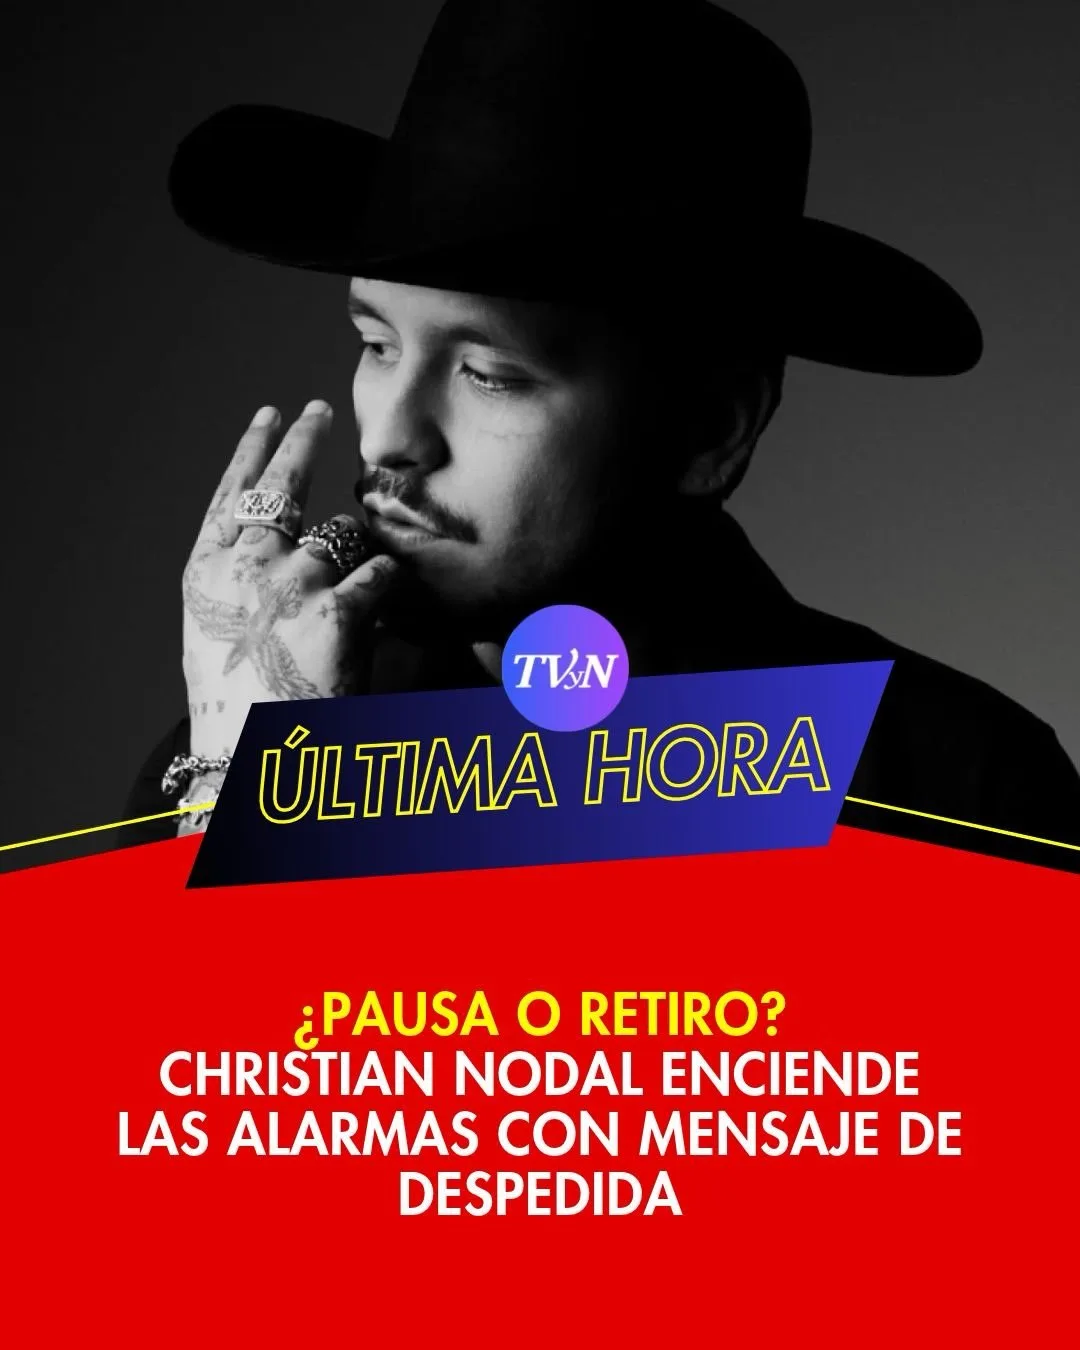 TVyN
ÚLTIMA HORA
¿PAUSA O RETIRO?
CHRISTIAN NODAL ENCIENDE
LAS ALARMAS CON MENSAJE DE
DESPEDIDA